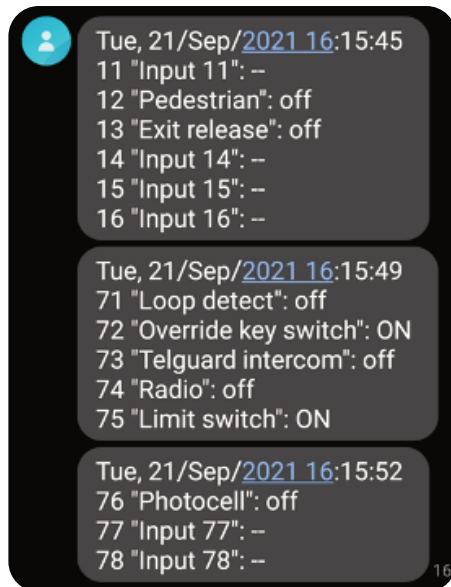 Tue, 21/Sep/2021 16:15:45
11 "Input 11": --
12 "Pedestrian": off
13 "Exit release": off
14 "Input 14": --
15 "Input 15": --
16 "Input 16": --
Tue, 21/Sep/2021 16:15:49
71 "Loop detect": off
72 "Override key switch": ON
73 "Telguard intercom": off
74 "Radio": off
75 "Limit switch": ON
Tue, 21/Sep/2021 16:15:52
76 "Photocell": off
77 "Input 77": --
78 "Input 78": --
16